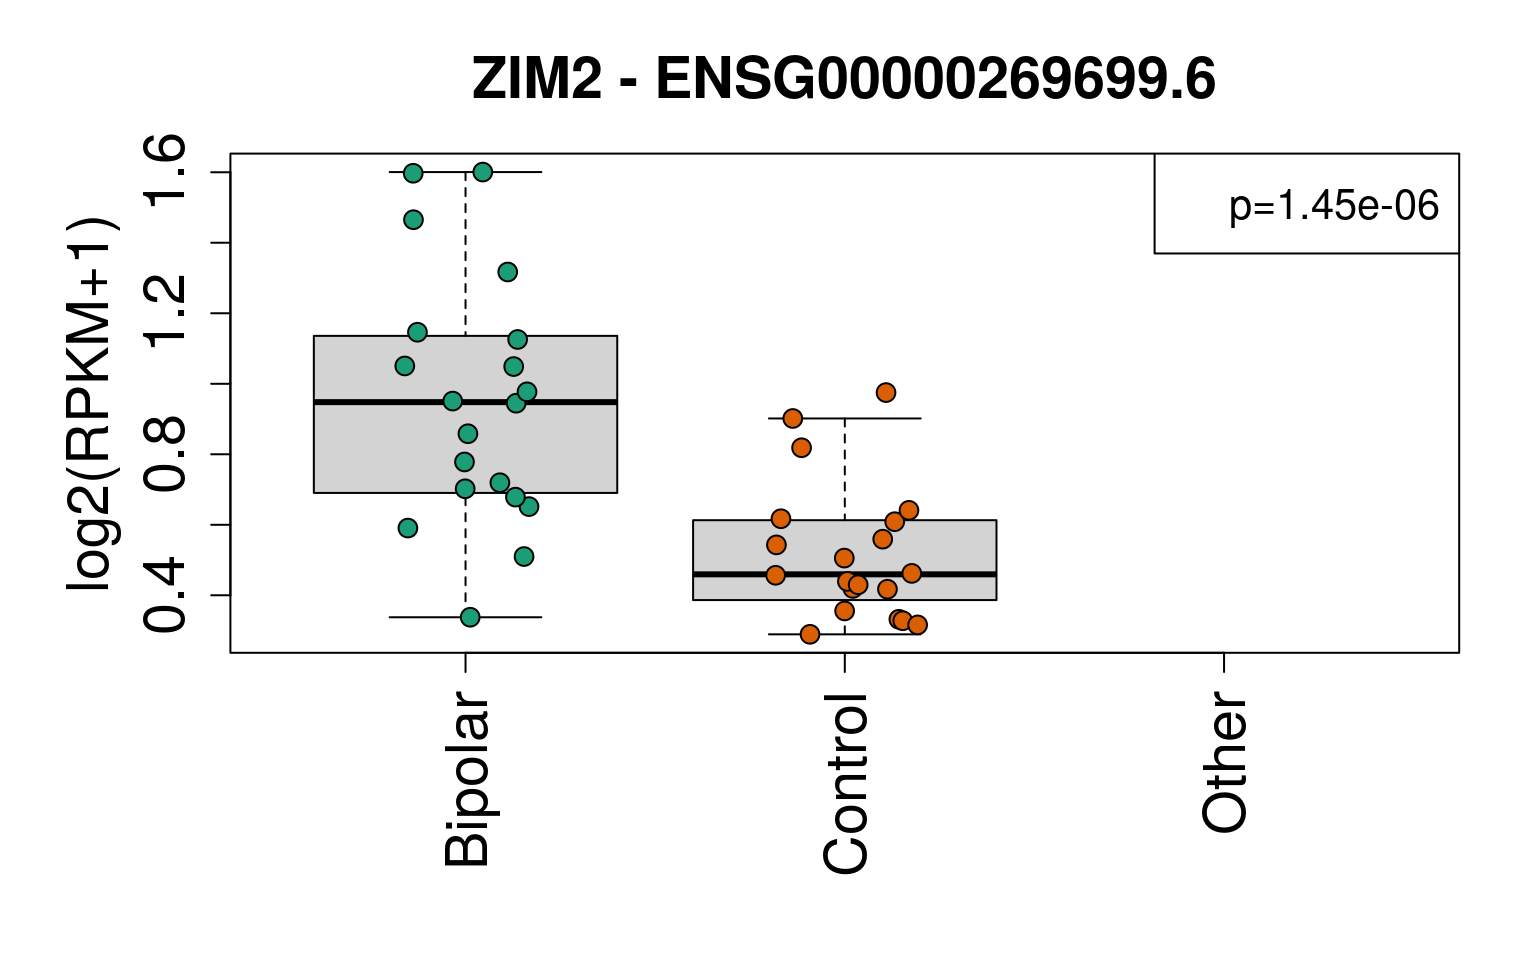 ZIM2 - ENSG00000269699.6
p=1.45e-06
log2(RPKM+1)
1.6
1.2
0.8
0.4
Bipolar
Control
Other